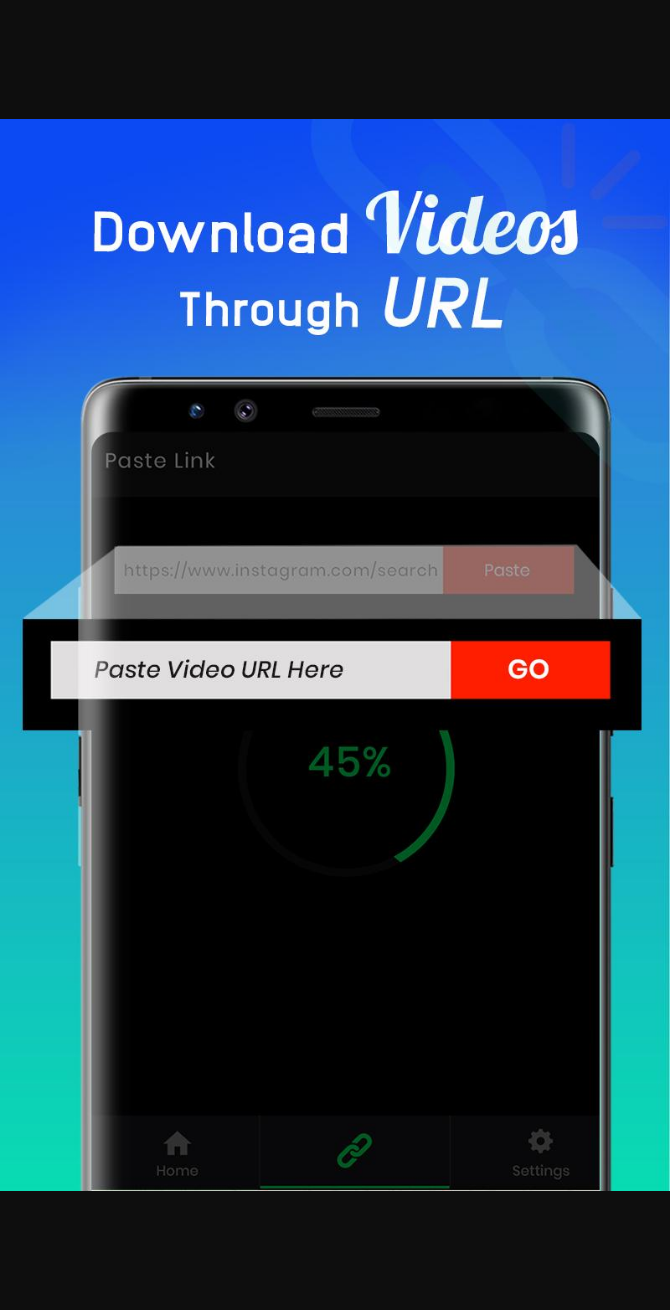 Download Videos
Through URL
Paste Link
https://www.instagram.com/search
Paste
Paste Video URL Here
GO
45%
Home
Settings